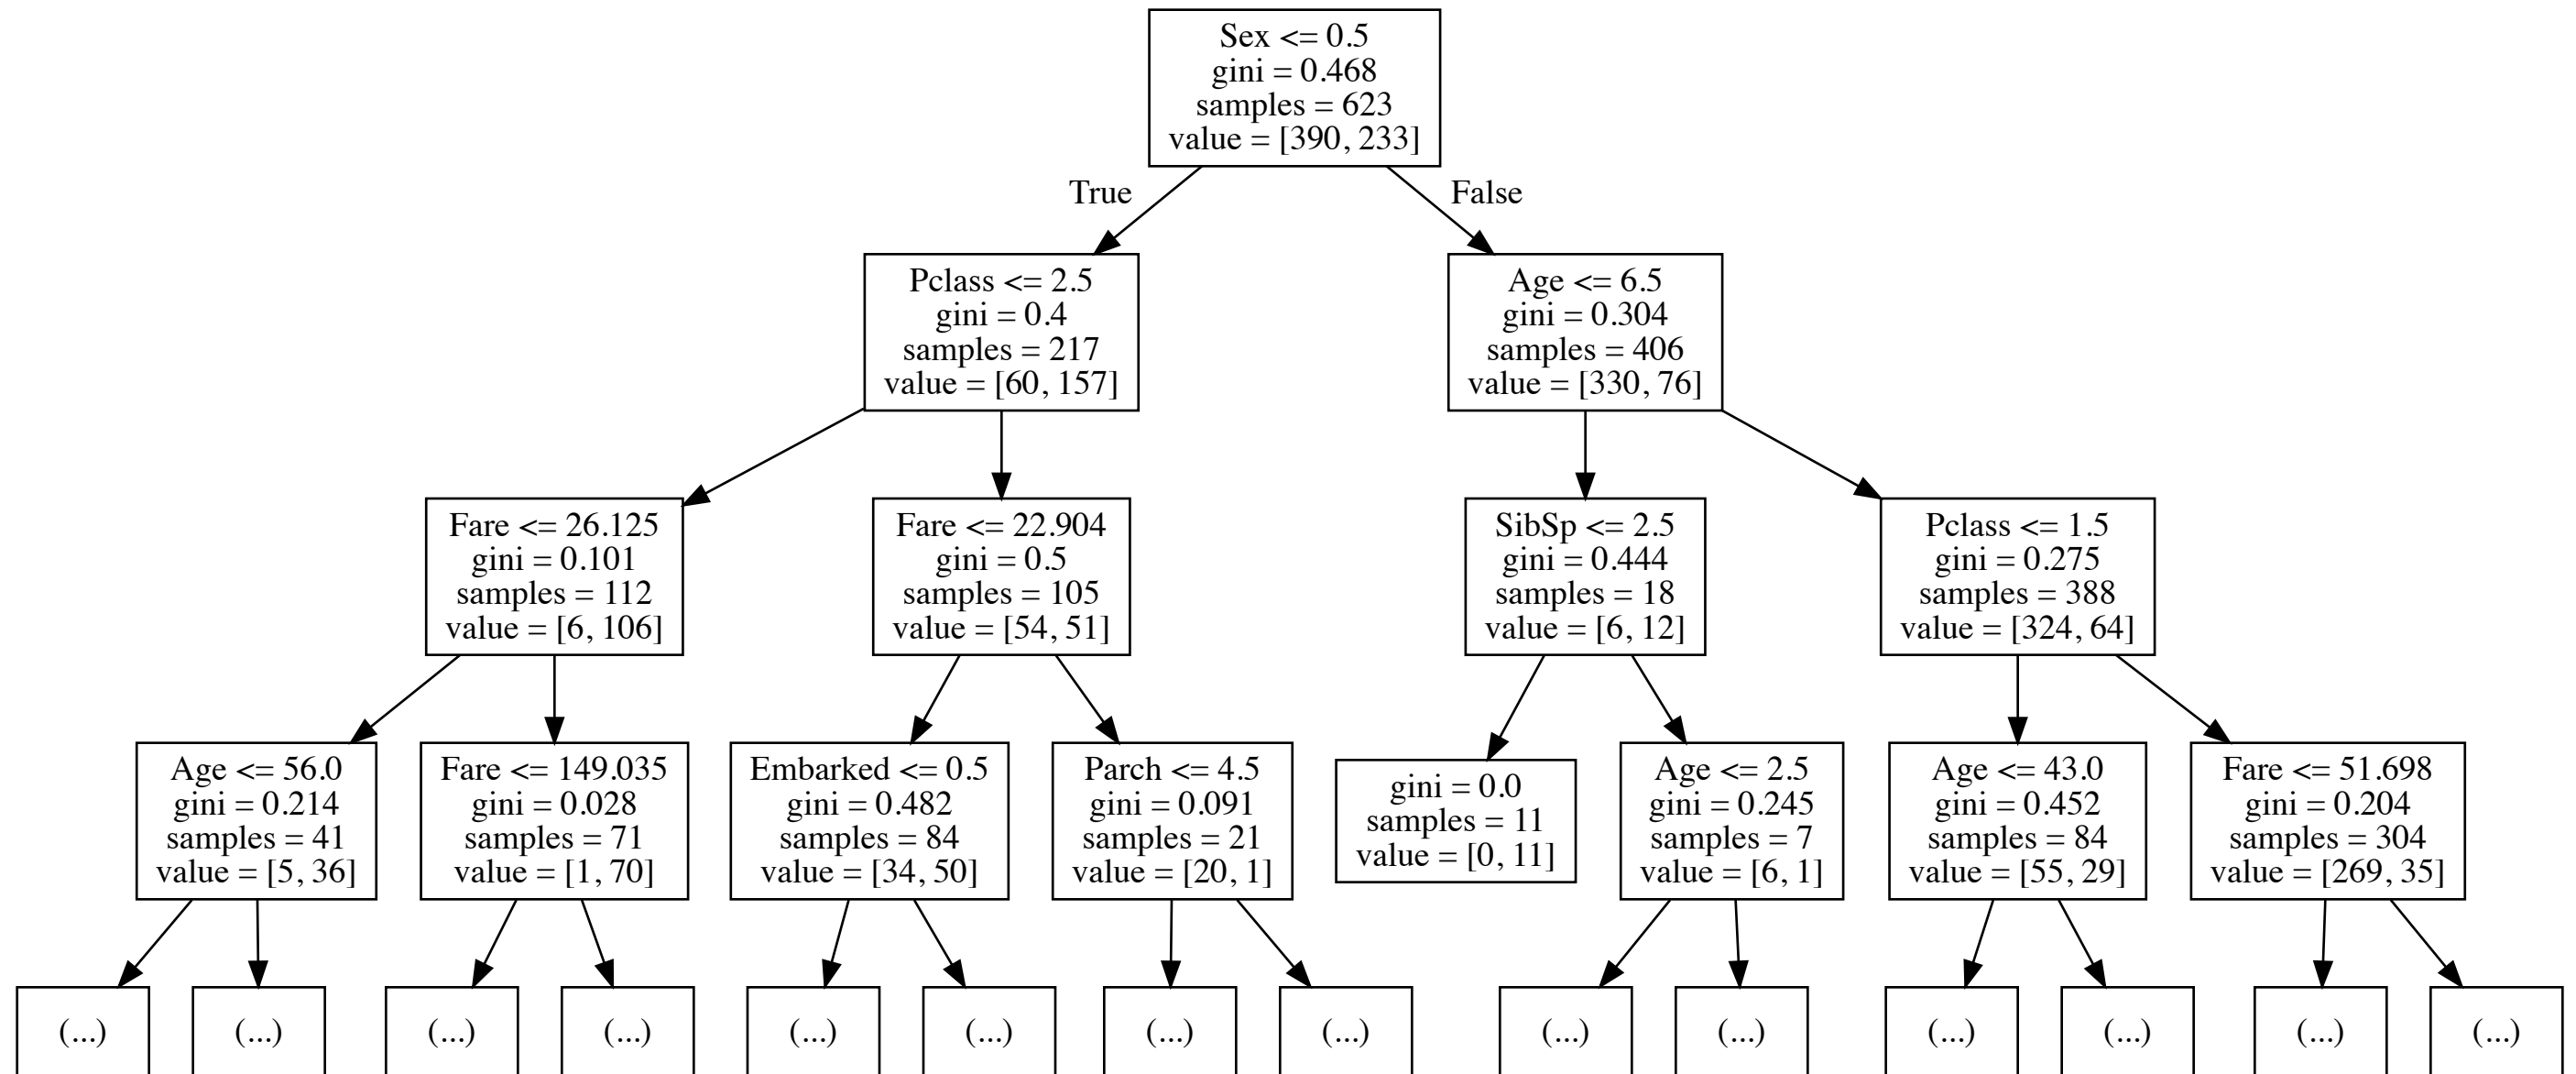 Sex <= 0.5
gini = 0.468
samples = 623
value = [390, 233]
True
False
Pclass <= 2.5
gini = 0.4
samples = 217
value = [60, 157]
Age <= 6.5
gini = 0.304
samples = 406
value = [330, 76]
Fare <= 26.125
gini = 0.101
samples = 112
value = [6, 106]
Fare <= 22.904
gini = 0.5
samples = 105
value = [54, 51]
SibSp <= 2.5
gini = 0.444
samples = 18
value = [6, 12]
Pclass <= 1.5
gini = 0.275
samples = 388
value = [324, 64]
Age <= 56.0
gini = 0.214
samples = 41
value = [5, 36]
Fare <= 149.035
gini = 0.028
samples = 71
value = [1, 70]
Embarked <= 0.5
gini = 0.482
samples = 84
value = [34, 50]
Parch <= 4.5
gini = 0.091
samples = 21
value = [20, 1]
gini = 0.0
samples = 11
value = [0, 11]
Age <= 2.5
gini = 0.245
samples = 7
value = [6, 1]
Age <= 43.0
gini = 0.452
samples = 84
value = [55, 29]
Fare <= 51.698
gini = 0.204
samples = 304
value = [269, 35]
(...)
(...)
(...)
(...)
(...)
(...)
(...)
(...)
(...)
(...)
(...)
(...)
(...)
(...)